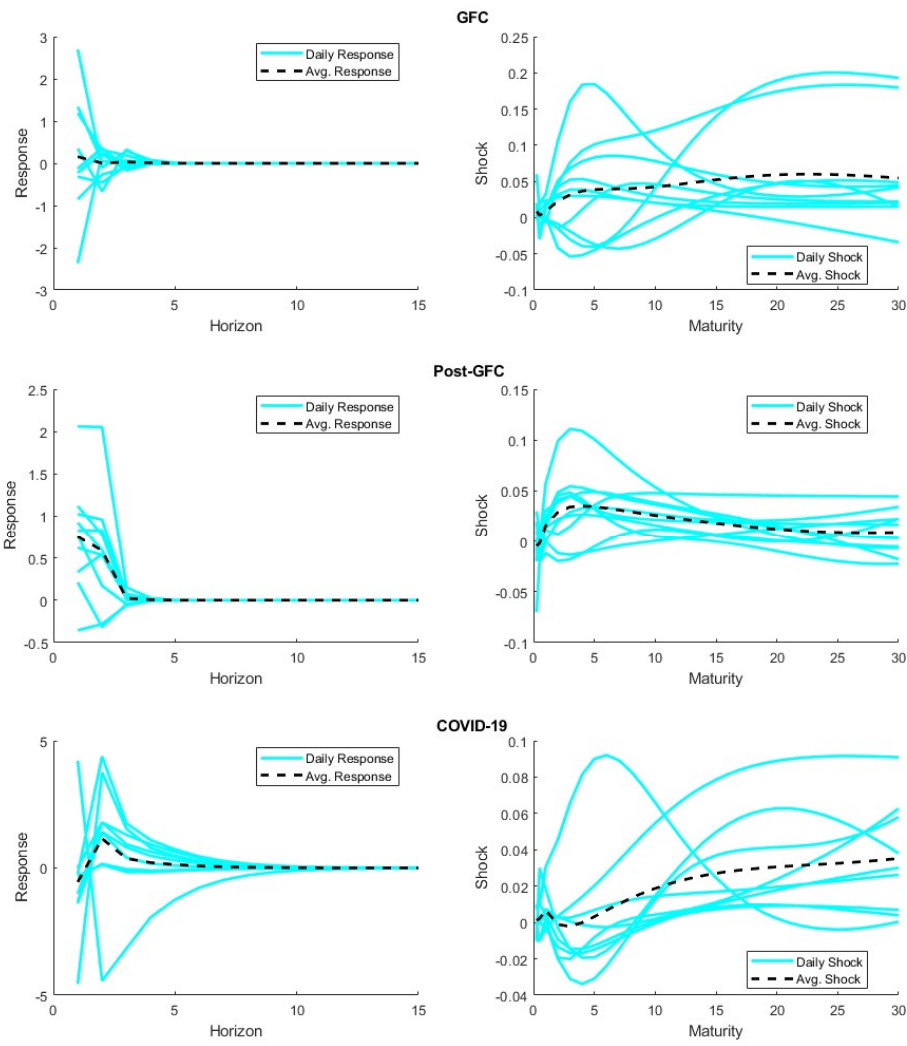 GFC
3
2
1
0
-1
-2
-3
Response
0 5 10 15
Horizon
Daily Response
Avg. Response
0.25
0.2
0.15
0.1
0.05
0
-0.05
-0.1
Shock
0 5 10 15 20 25 30
Maturity
Daily Shock
Avg. Shock
Post-GFC
2.5
2
1.5
1
0.5
0
-0.5
Response
0 5 10 15
Horizon
Daily Response
Avg. Response
0.15
0.1
0.05
0
-0.05
-0.1
Shock
0 5 10 15 20 25 30
Maturity
Daily Shock
Avg. Shock
COVID-19
5
0
-5
Response
0 5 10 15
Horizon
Daily Response
Avg. Response
0.1
0.08
0.06
0.04
0.02
0
-0.02
-0.04
Shock
0 5 10 15 20 25 30
Maturity
Daily Shock
Avg. Shock